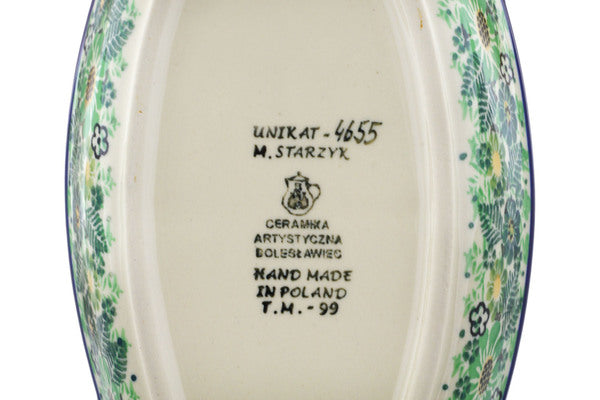 UNIKAT-4655
M. STARZYK
CERAMIKA
ARTYSTYCZNA
BOLESŁAWIEC
HAND MADE
IN POLAND
T.M.-99